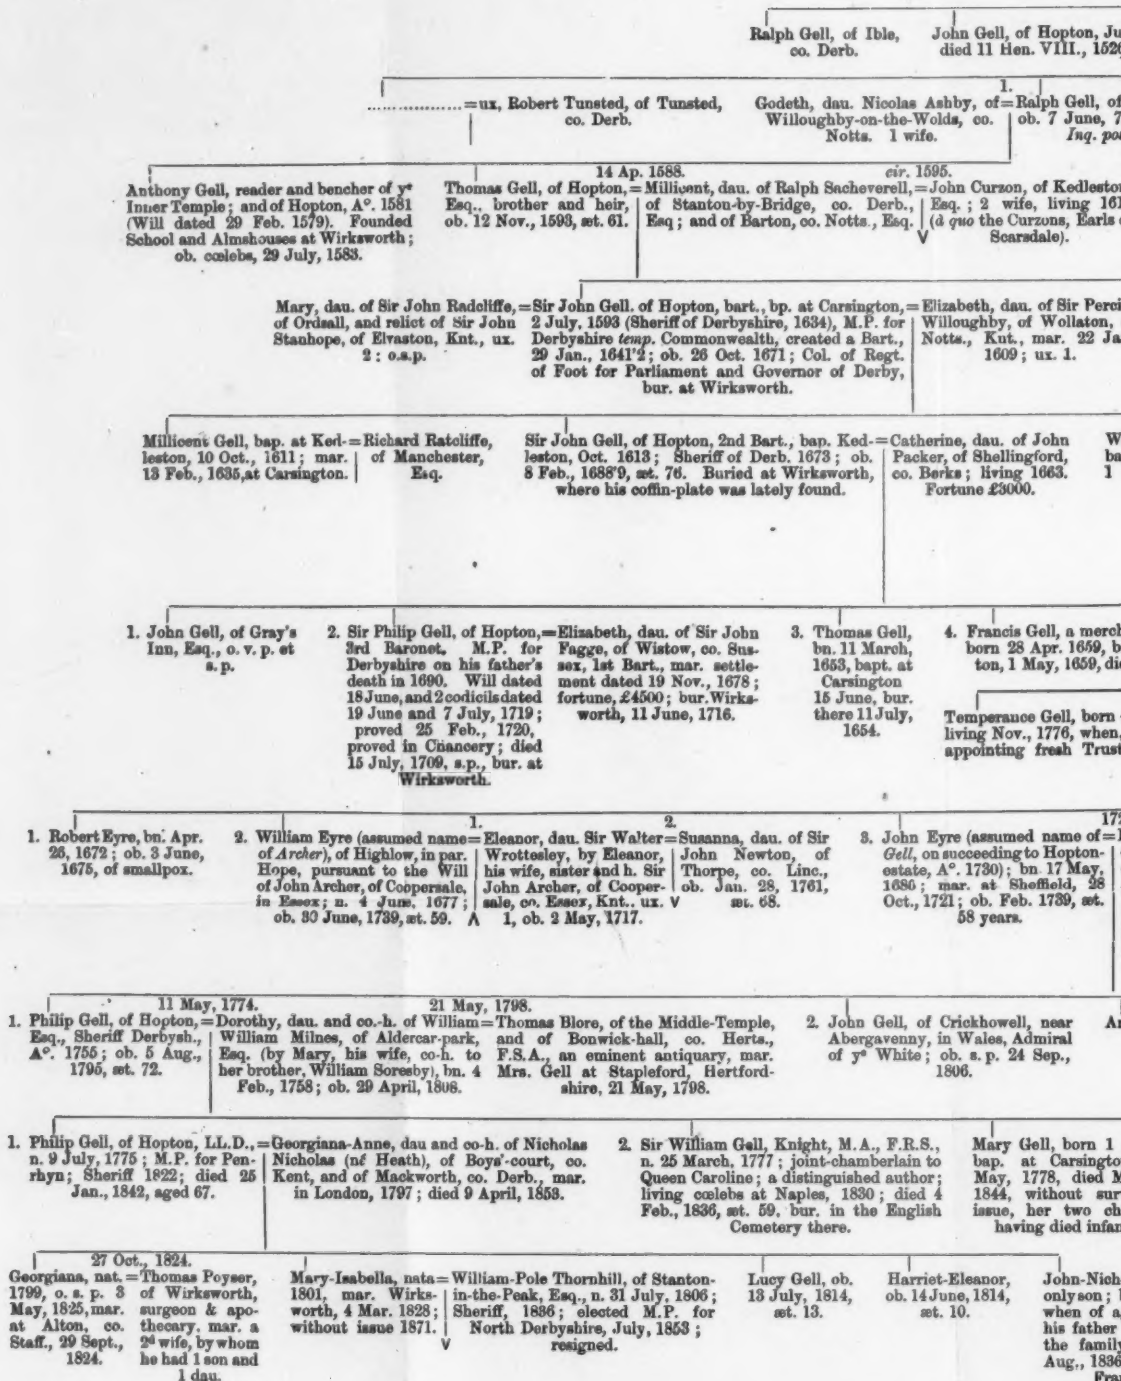 Ralph Gell, of Ible,
co. Derb.
John Gell, of Hopton, Ju
died 11 Hen. VIII., 1526
..................=ux, Robert Tunsted, of Tunsted,
co. Derb.
1.
Godeth, dau. Nicolas Ashby, of=Ralph Gell, of
Willoughby-on-the-Wolds, co. ob. 7 June, 7
Notts. 1 wife. Inq. po
Anthony Gell, reader and bencher of yᵉ
Inner Temple; and of Hopton, Aº. 1581
(Will dated 29 Feb. 1579). Founded
School and Almshouses at Wirksworth;
ob. cœlebs, 29 July, 1583.
14 Ap. 1588. cir. 1595.
Thomas Gell, of Hopton,=Millicent, dau. of Ralph Sacheverell,=John Curzon, of Kedleston
Esq., brother and heir, of Stanton-by-Bridge, co. Derb., Esq.; 2 wife, living 161
ob. 12 Nov., 1593, æt. 61. Esq; and of Barton, co. Notts., Esq. (à quo the Curzons, Earls
V Scarsdale).
Mary, dau. of Sir John Radcliffe,=Sir John Gell, of Hopton, bart., bp. at Carsington,=Elizabeth, dau. of Sir Perci
of Ordsall, and relict of Sir John 2 July, 1593 (Sheriff of Derbyshire, 1634), M.P. for Willoughby, of Wollaton,
Stanhope, of Elvaston, Knt., ux. Derbyshire temp. Commonwealth, created a Bart., Notts., Knt., mar. 22 Ja
2: o.s.p. 29 Jan., 1641'2; ob. 26 Oct. 1671; Col. of Regt. 1609; ux. 1.
of Foot for Parliament and Governor of Derby,
bur. at Wirksworth.
Millicent Gell, bap. at Ked-=Richard Ratcliffe,
leston, 10 Oct., 1611; mar. of Manchester,
13 Feb., 1635, at Carsington. Esq.
Sir John Gell, of Hopton, 2nd Bart., bap. Ked-=Catherine, dau. of John W
leston, Oct. 1613; Sheriff of Derb. 1673; ob. Packer, of Shellingford, ba
8 Feb., 1688'9, æt. 76. Buried at Wirksworth, co. Berks; living 1663. 1
where his coffin-plate was lately found. Fortune £3000.
1. John Gell, of Gray's
Inn, Esq., o. v. p. et
s. p.
2. Sir Philip Gell, of Hopton,=Elizabeth, dau. of Sir John
3rd Baronet, M.P. for Fagge, of Wistow, co. Sus-
Derbyshire on his father's sex, 1st Bart., mar. settle-
death in 1690. Will dated ment dated 19 Nov., 1678;
18 June, and 2 codicils dated fortune, £4500; bur. Wirks-
19 June and 7 July, 1719; worth, 11 June, 1716.
proved 25 Feb., 1720,
proved in Chancery; died
15 July, 1709, s.p., bur. at
Wirksworth.
3. Thomas Gell,
bn. 11 March,
1653, bapt. at
Carsington
15 June, bur.
there 11 July,
1654.
4. Francis Gell, a merch
born 28 Apr. 1659, b
ton, 1 May, 1659, die
Temperance Gell, born
living Nov., 1776, when,
appointing fresh Trust
1. Robert Eyre, bn. Apr.
26, 1672; ob. 3 June,
1675, of smallpox.
1. 2.
2. William Eyre (assumed name=Eleanor, dau. Sir Walter=Susanna, dau. of Sir
of Archer), of Highlow, in par. Wrottesley, by Eleanor, John Newton, of
Hope, pursuant to the Will his wife, sister and h. Sir Thorpe, co. Linc.,
of John Archer, of Coopersale, John Archer, of Cooper- ob. Jan. 28, 1761,
in Essex; n. 4 June, 1677; sale, co. Essex, Knt., ux. V æt. 68.
ob. 30 June, 1739, æt. 59. Λ 1, ob. 2 May, 1717.
172
3. John Eyre (assumed name of=
Gell, on succeeding to Hopton-
estate, Aº. 1730); bn. 17 May,
1680; mar. at Sheffield, 28
Oct., 1721; ob. Feb. 1739, æt.
58 years.
11 May, 1774. 21 May, 1798.
1. Philip Gell, of Hopton,=Dorothy, dau. and co.-h. of William=Thomas Blore, of the Middle-Temple,
Esq., Sheriff Derbysh., William Milnes, of Aldercar-park, and of Bonwick-hall, co. Herts.,
Aº. 1755; ob. 5 Aug., Esq. (by Mary, his wife, co-h. to F.S.A., an eminent antiquary, mar.
1795, æt. 72. her brother, William Soresby), bn. 4 Mrs. Gell at Stapleford, Hertford-
Feb., 1758; ob. 29 April, 1808. shire, 21 May, 1798.
2. John Gell, of Crickhowell, near
Abergavenny, in Wales, Admiral
of yᵉ White; ob. s. p. 24 Sep.,
1806.
1. Philip Gell, of Hopton, LL.D.,=Georgiana-Anne, dau and co-h. of Nicholas
n. 9 July, 1775; M.P. for Pen- Nicholas (né Heath), of Boys'-court, co.
rhyn; Sheriff 1822; died 25 Kent, and of Mackworth, co. Derb., mar.
Jan., 1842, aged 67. in London, 1797; died 9 April, 1853.
2. Sir William Gell, Knight, M.A., F.R.S.,
n. 25 March, 1777; joint-chamberlain to
Queen Caroline; a distinguished author;
living cœlebs at Naples, 1830; died 4
Feb., 1836, æt. 59, bur. in the English
Cemetery there.
Mary Gell, born 1
bap. at Carsingto
May, 1778, died M
1844, without sur
issue, her two ch
having died infan
27 Oct., 1824.
Georgiana, nat.=Thomas Poyser,
1799, o. s. p. 3 of Wirksworth,
May, 1825, mar. surgeon & apo-
at Alton, co. thecary, mar. a
Staff., 29 Sept., 2ᵈ wife, by whom
1824. he had 1 son and
1 dau.
Mary-Isabella, nata=William-Pole Thornhill, of Stanton-
1801, mar. Wirks- in-the-Peak, Esq., n. 31 July, 1806;
worth, 4 Mar. 1828; Sheriff, 1836; elected M.P. for
without issue 1871. North Derbyshire, July, 1853;
V resigned.
Lucy Gell, ob.
13 July, 1814,
æt. 13.
Harriet-Eleanor,
ob. 14 June, 1814,
æt. 10.
John-Nich
only son;
when of a
his father
the family
Aug., 1836
Fran